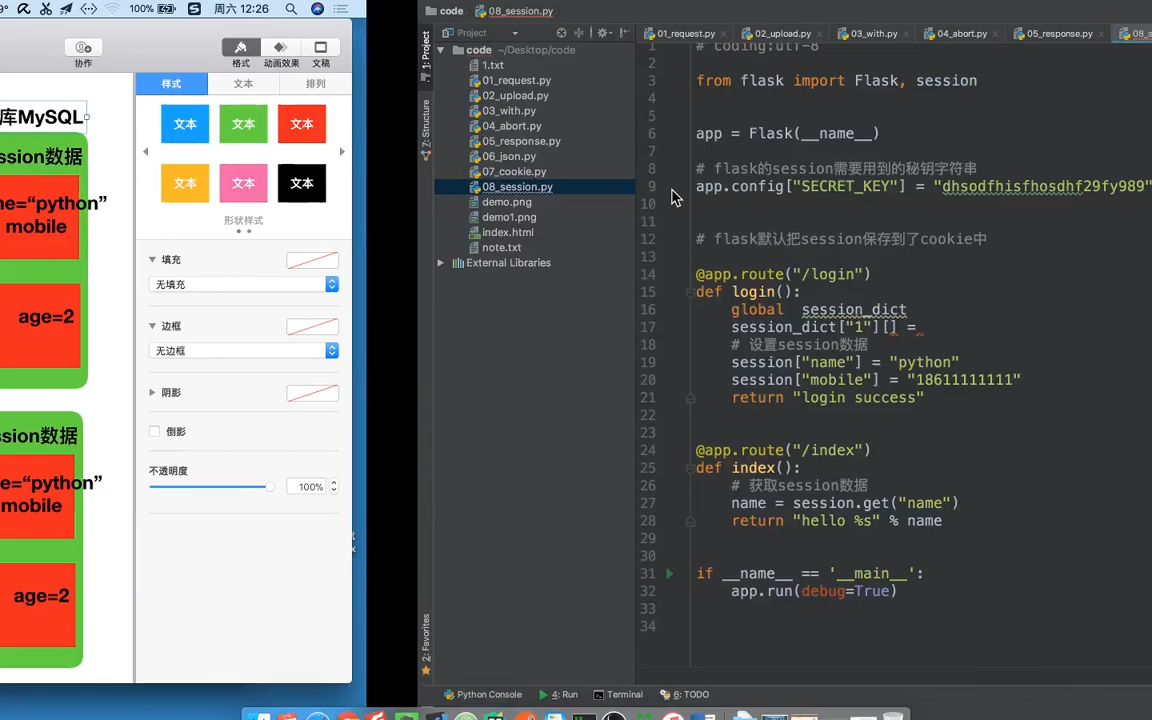 100%
周六 12:26
协作
格式
动画效果
文稿
样式
文本
排列
库MySQL
ssion数据
me=“python”
mobile
age=2
ssion数据
e=“python”
mobile
age=2
文本
文本
文本
文本
文本
文本
形状样式
填充
无填充
边框
无边框
阴影
倒影
不透明度
100%
code
08_session.py
Project
01_request.py
02_upload.py
03_with.py
04_abort.py
05_response.py
08_s
1: Project
7: Structure
2: Favorites
code ~/Desktop/code
1.txt
01_request.py
02_upload.py
03_with.py
04_abort.py
05_response.py
06_json.py
07_cookie.py
08_session.py
demo.png
demo1.png
index.html
note.txt
External Libraries
1 # coding:utf-8
2
3 from flask import Flask, session
4
5
6 app = Flask(__name__)
7
8 # flask的session需要用到的秘钥字符串
9 app.config["SECRET_KEY"] = "dhsodfhisfhosdhf29fy989"
10
11
12 # flask默认把session保存到了cookie中
13
14 @app.route("/login")
15 def login():
16 global session_dict
17 session_dict["1"][] =
18 # 设置session数据
19 session["name"] = "python"
20 session["mobile"] = "18611111111"
21 return "login success"
22
23
24 @app.route("/index")
25 def index():
26 # 获取session数据
27 name = session.get("name")
28 return "hello %s" % name
29
30
31 if __name__ == '__main__':
32 app.run(debug=True)
33
34
Python Console
4: Run
Terminal
6: TODO